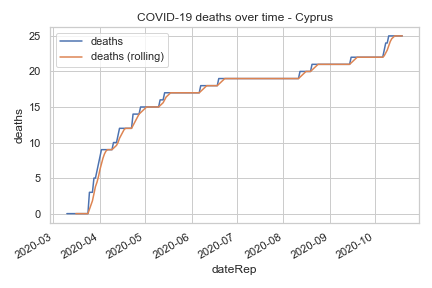 COVID-19 deaths over time - Cyprus
deaths
deaths (rolling)
deaths
25
20
15
10
5
0
2020-03
2020-04
2020-05
2020-06
2020-07
2020-08
2020-09
2020-10
dateRep